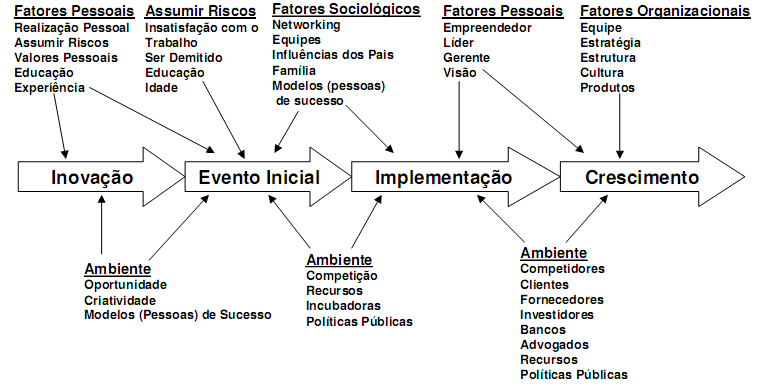 Fatores Pessoais
Realização Pessoal
Assumir Riscos
Valores Pessoais
Educação
Experiência
Assumir Riscos
Insatisfação com o
Trabalho
Ser Demitido
Educação
Idade
Fatores Sociológicos
Networking
Equipes
Influências dos Pais
Família
Modelos (pessoas)
de sucesso
Fatores Pessoais
Empreendedor
Líder
Gerente
Visão
Fatores Organizacionais
Equipe
Estratégia
Estrutura
Cultura
Produtos
Inovação
Evento Inicial
Implementação
Crescimento
Ambiente
Oportunidade
Criatividade
Modelos (Pessoas) de Sucesso
Ambiente
Competição
Recursos
Incubadoras
Políticas Públicas
Ambiente
Competidores
Clientes
Fornecedores
Investidores
Bancos
Advogados
Recursos
Políticas Públicas